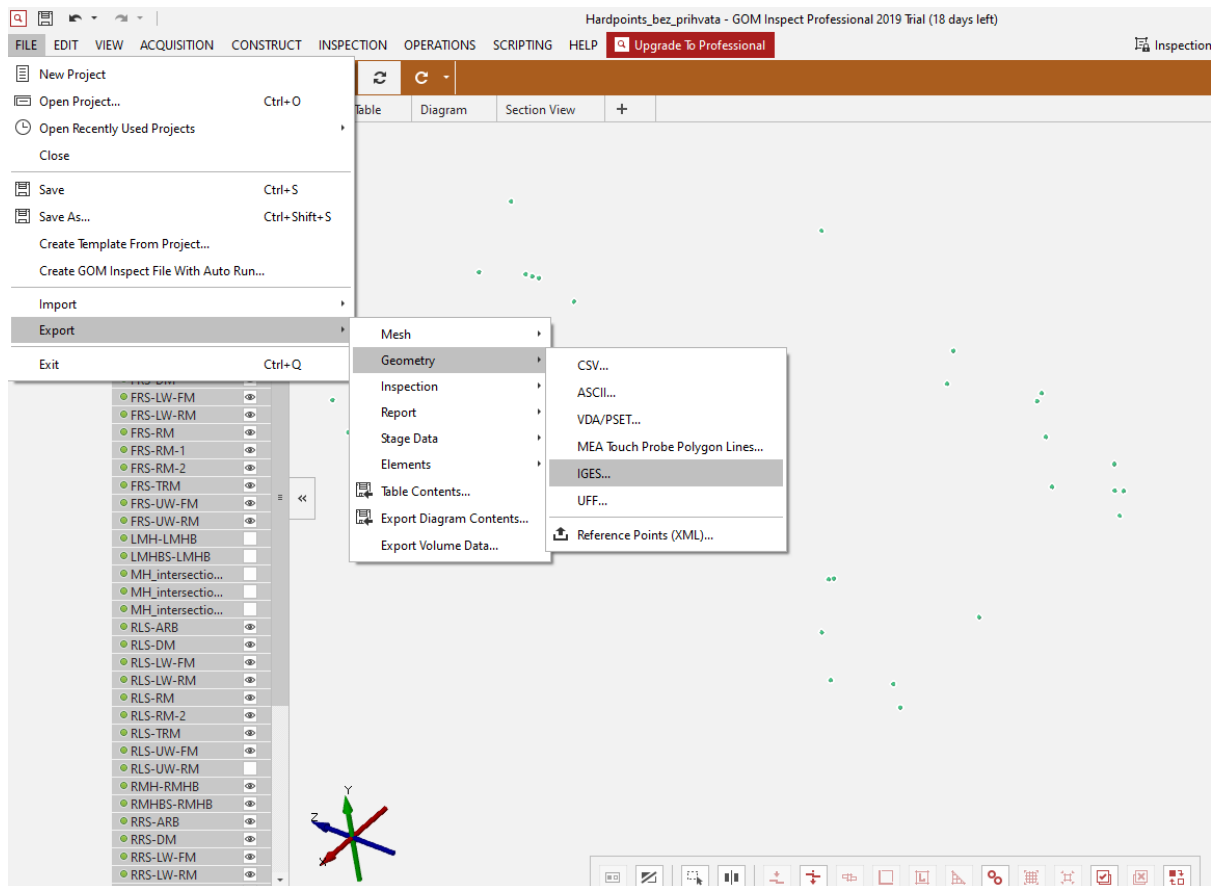 Hardpoints_bez_prihvata - GOM Inspect Professional 2019 Trial (18 days left)
FILE EDIT VIEW ACQUISITION CONSTRUCT INSPECTION OPERATIONS SCRIPTING HELP Upgrade To Professional Inspection
New Project
Open Project... Ctrl+O
Open Recently Used Projects
Close
Save Ctrl+S
Save As... Ctrl+Shift+S
Create Template From Project...
Create GOM Inspect File With Auto Run...
Import
Export
Exit Ctrl+Q
Table Diagram Section View +
Mesh
Geometry
Inspection
Report
Stage Data
Elements
Table Contents...
Export Diagram Contents...
Export Volume Data...
CSV...
ASCII...
VDA/PSET...
MEA Touch Probe Polygon Lines...
IGES...
UFF...
Reference Points (XML)...
FRS-DM
FRS-LW-FM
FRS-LW-RM
FRS-RM
FRS-RM-1
FRS-RM-2
FRS-TRM
FRS-UW-FM
FRS-UW-RM
LMH-LMHB
LMHBS-LMHB
MH_intersectio...
MH_intersectio...
MH_intersectio...
RLS-ARB
RLS-DM
RLS-LW-FM
RLS-LW-RM
RLS-RM
RLS-RM-2
RLS-TRM
RLS-UW-FM
RLS-UW-RM
RMH-RMHB
RMHBS-RMHB
RRS-ARB
RRS-DM
RRS-LW-FM
RRS-LW-RM
Y
Z
X